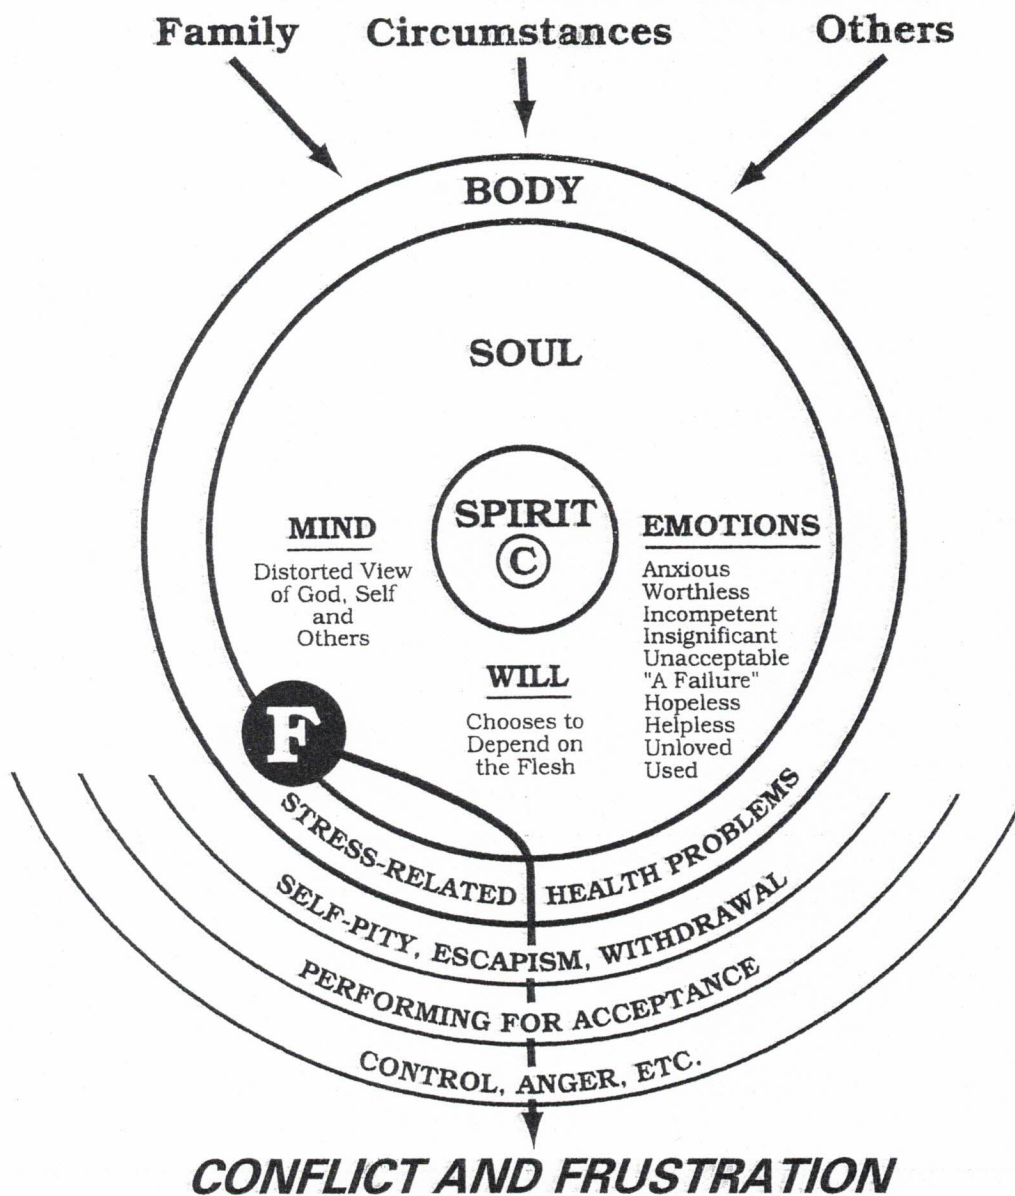 Family Circumstances Others
BODY
SOUL
SPIRIT
©
MIND
Distorted View
of God, Self
and
Others
WILL
Chooses to
Depend on
the Flesh
EMOTIONS
Anxious
Worthless
Incompetent
Insignificant
Unacceptable
"A Failure"
Hopeless
Helpless
Unloved
Used
F
STRESS-RELATED HEALTH PROBLEMS
SELF-PITY, ESCAPISM, WITHDRAWAL
PERFORMING FOR ACCEPTANCE
CONTROL, ANGER, ETC.
CONFLICT AND FRUSTRATION